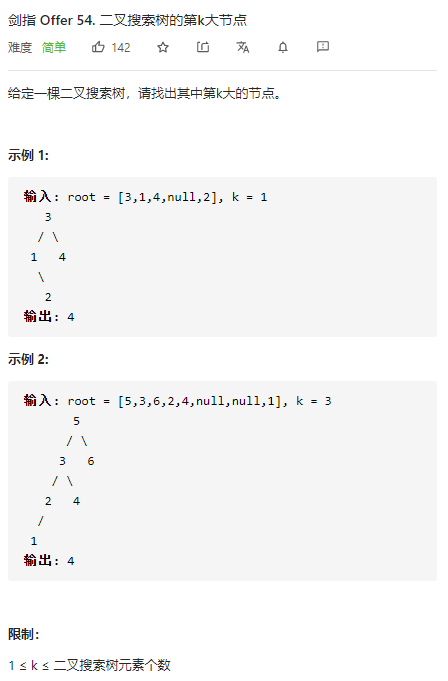 剑指 Offer 54. 二叉搜索树的第k大节点
难度 简单 142
给定一棵二叉搜索树，请找出其中第k大的节点。
示例 1:
输入: root = [3,1,4,null,2], k = 1
3
/ \
1 4
\
2
输出: 4
示例 2:
输入: root = [5,3,6,2,4,null,null,1], k = 3
5
/ \
3 6
/ \
2 4
/
1
输出: 4
限制：
1 ≤ k ≤ 二叉搜索树元素个数